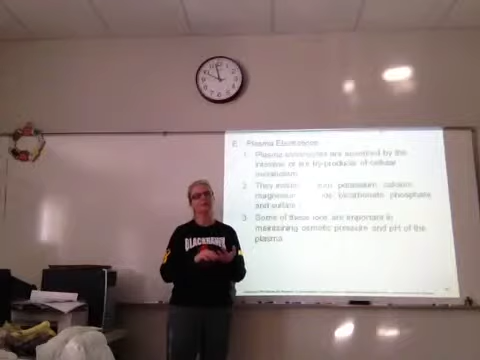 E. Plasma Electrolytes
1. Plasma electrolytes are absorbed by the
intestine or are by-products of cellular
metabolism
2. They include potassium calcium
magnesium bicarbonate phosphate
and sulfate
3. Some of these ions are important in
maintaining osmotic pressure and pH of the
plasma
BLACKHAWK